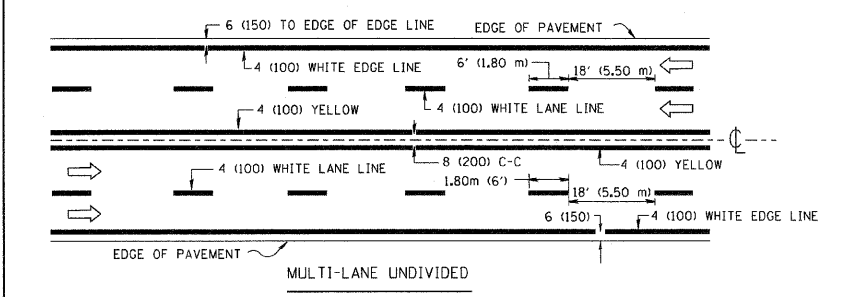 6 (150) TO EDGE OF EDGE LINE
EDGE OF PAVEMENT
4 (100) WHITE EDGE LINE
6' (1.80 m)
18' (5.50 m)
4 (100) YELLOW
4 (100) WHITE LANE LINE
℄
4 (100) WHITE LANE LINE
8 (200) C-C
4 (100) YELLOW
1.80m (6')
18' (5.50 m)
6 (150)
4 (100) WHITE EDGE LINE
EDGE OF PAVEMENT
MULTI-LANE UNDIVIDED